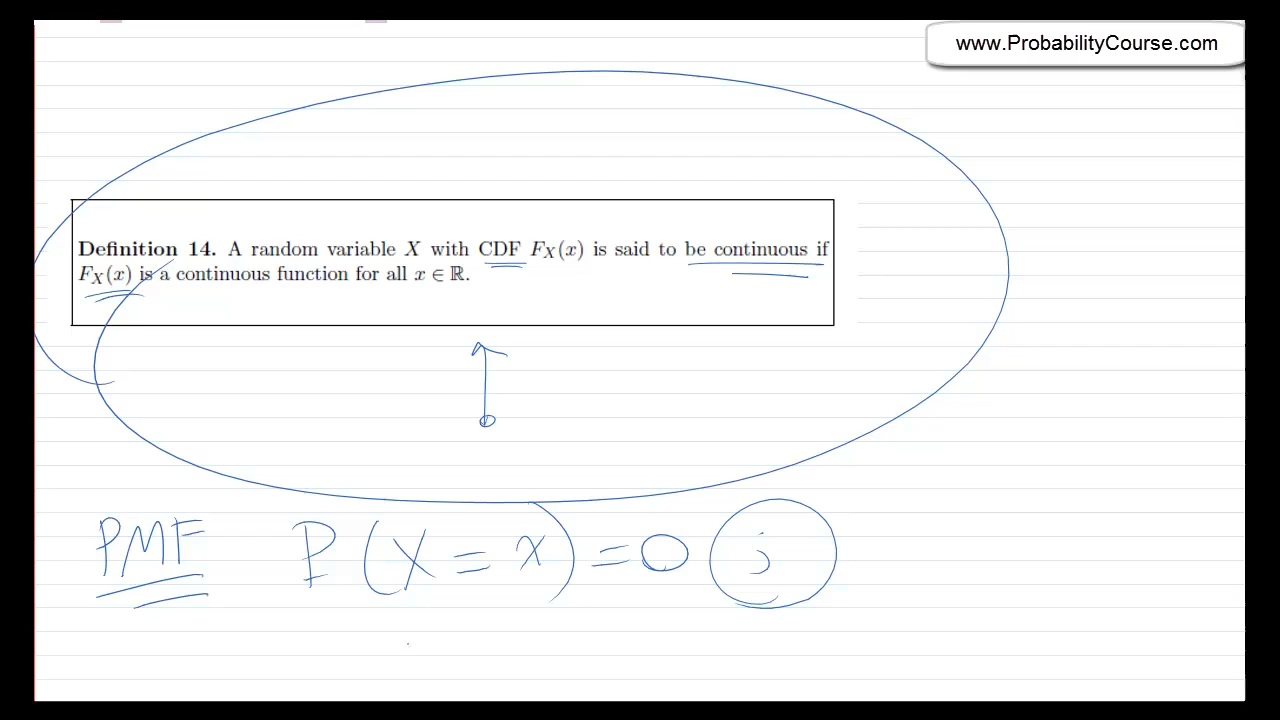 www.ProbabilityCourse.com
Definition 14. A random variable X with CDF F_X(x) is said to be continuous if
F_X(x) is a continuous function for all x ∈ ℝ.
PMF P(X = x) = 0